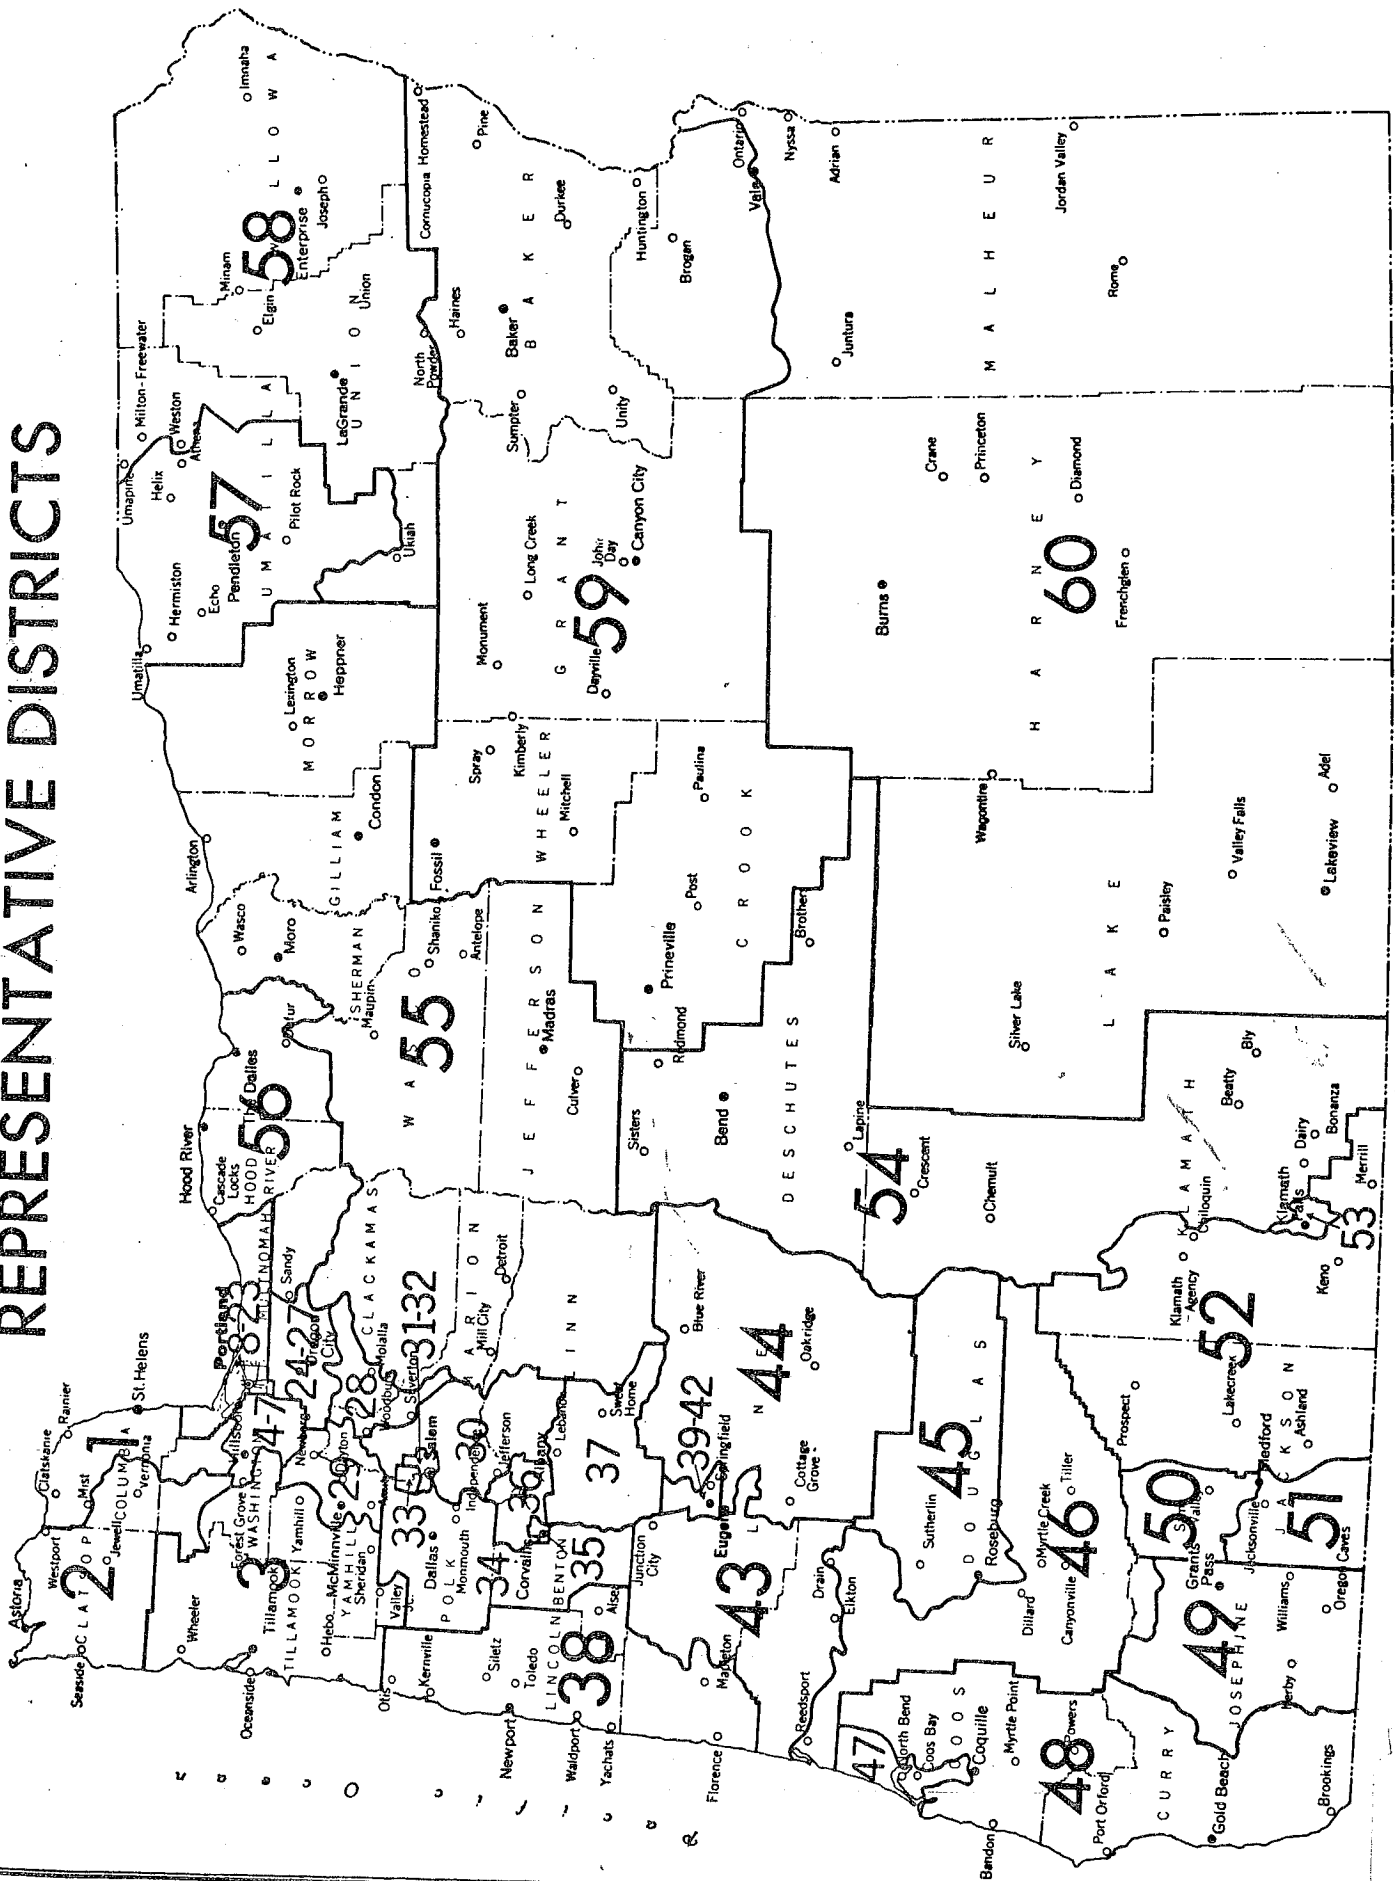 REPRESENTATIVE DISTRICTS
Astoria
Seaside
Westport
Clatskanie
Rainier
Mist
Jewell
Vernonia
St. Helens
CLATSOP
COLUMBIA
2
1
Wheeler
Tillamook
Oceanside
Hebo
TILLAMOOK
3
Forest Grove
WASHINGTON
Hillsboro
4-7
Portland
8-23
MULTNOMAH
Yamhill
Newberg
McMinnville
Sheridan
Dayton
YAMHILL
29
24-27
Oregon City
Sandy
28
Molalla
Woodburn
CLACKAMAS
Silverton
31-32
Cascade Locks
Hood River
HOOD RIVER
The Dalles
56
Dufur
Wasco
Moro
SHERMAN
Maupin
WASCO
55
Shaniko
Antelope
Arlington
GILLIAM
Condon
Lexington
Heppner
MORROW
Umatilla
Hermiston
Echo
Pendleton
57
UMATILLA
Pilot Rock
Ukiah
Umapine
Helix
Athena
Weston
Milton-Freewater
Elgin
Minam
58
Enterprise
Joseph
Imnaha
WALLOWA
LaGrande
UNION
Union
North Powder
Cornucopia
Homestead
Otis
Kernville
Siletz
Toledo
Newport
Waldport
Yachats
LINCOLN
38
Valley Jc.
Dallas
POLK
Monmouth
33
Salem
Independence
30
Jefferson
34
Corvallis
36
Albany
BENTON
35
Alsea
Lebanon
37
Sweet Home
MARION
Mill City
Detroit
LINN
JEFFERSON
Madras
Culver
Fossil
Spray
Kimberly
WHEELER
Mitchell
Monument
Long Creek
GRANT
Dayville
59
John Day
Canyon City
Sumpter
Unity
Haines
Baker
BAKER
Pine
Durkee
Huntington
Junction City
Eugene
Springfield
39-42
Blue River
Mapleton
43
Florence
44
LANE
Oakridge
Cottage Grove
Sisters
Redmond
Bend
DESCHUTES
Lapine
Prineville
Post
Paulina
CROOK
Brothers
Brogan
Vale
Ontario
Nyssa
Adrian
Juntura
MALHEUR
Jordan Valley
Rome
Reedsport
Drain
Elkton
Sutherlin
45
DOUGLAS
Roseburg
Dillard
Myrtle Creek
Canyonville
46
Tiller
54
Crescent
Chemult
Silver Lake
LAKE
Paisley
Valley Falls
Lakeview
Adel
Wagontire
Burns
Crane
Princeton
HARNEY
60
Diamond
Frenchglen
47
North Bend
Coos Bay
COOS
Coquille
Myrtle Point
Bandon
48
Powers
Port Orford
CURRY
Gold Beach
Brookings
49
Grants Pass
JOSEPHINE
Williams
Kerby
Oregon Caves
50
Jacksonville
Medford
JACKSON
51
Ashland
Prospect
Lakecreek
52
Klamath Agency
Chiloquin
KLAMATH
Klamath Falls
Keno
53
Merrill
Dairy
Bonanza
Beatty
Bly
Pacific Ocean